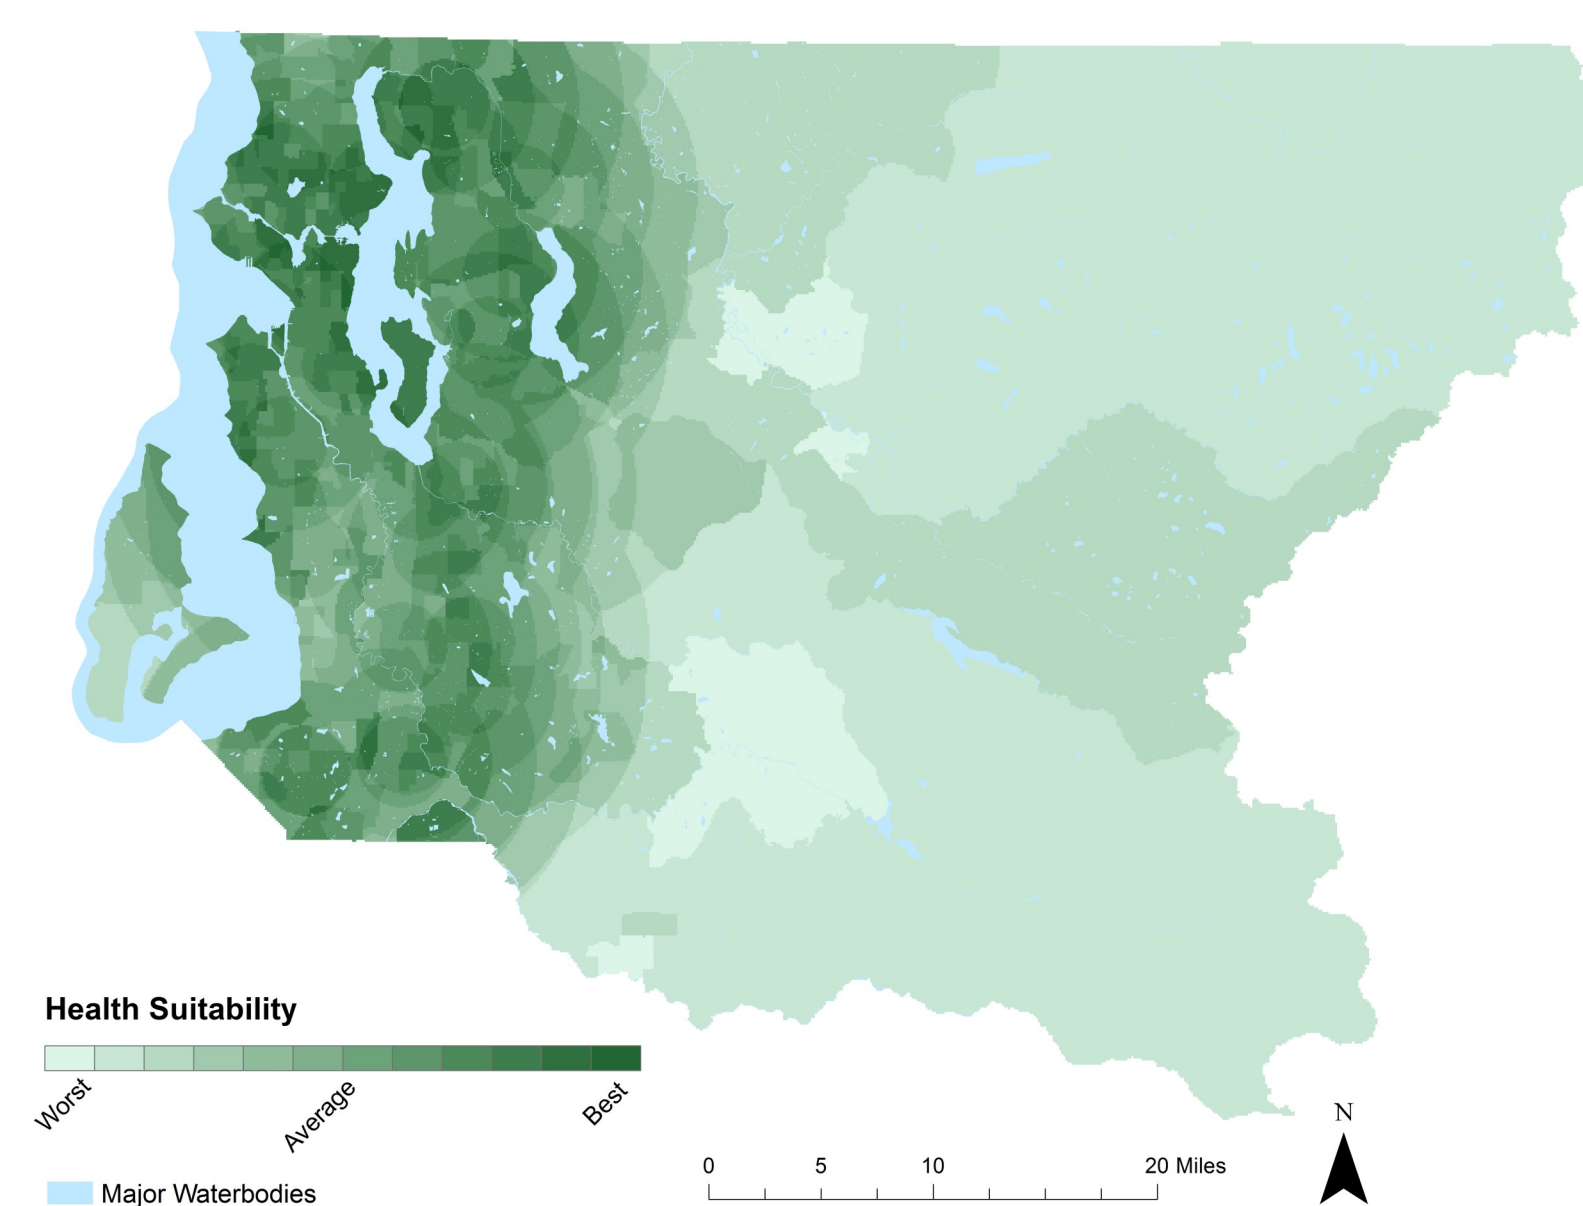 Health Suitability
Worst
Average
Best
Major Waterbodies
0 5 10 20 Miles
N